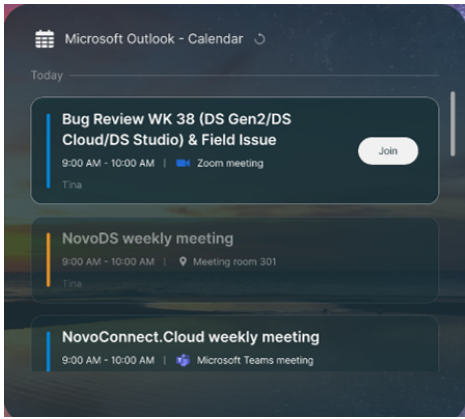 Microsoft Outlook - Calendar
Today
Bug Review WK 38 (DS Gen2/DS
Cloud/DS Studio) & Field Issue
9:00 AM - 10:00 AM | Zoom meeting
Join
Tina
NovoDS weekly meeting
9:00 AM - 10:00 AM | Meeting room 301
Tina
NovoConnect.Cloud weekly meeting
9:00 AM - 10:00 AM | Microsoft Teams meeting